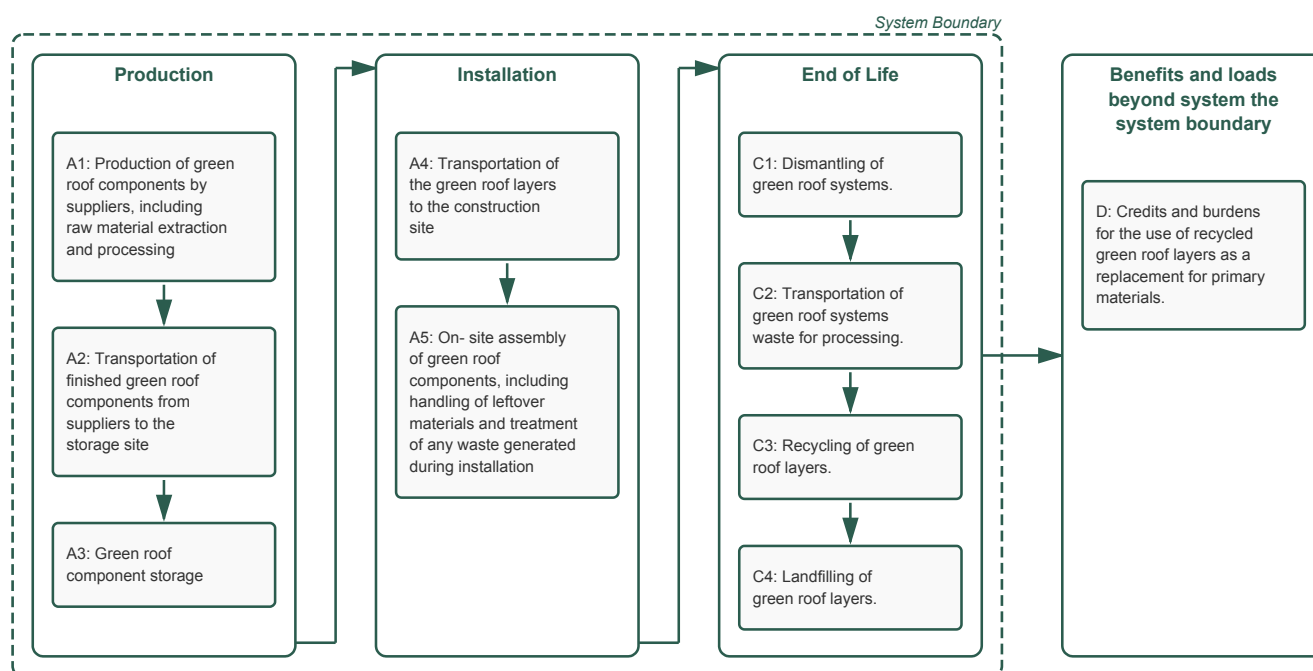 System Boundary
Production
A1: Production of green
roof components by
suppliers, including
raw material extraction
and processing
A2: Transportation of
finished green roof
components from
suppliers to the
storage site
A3: Green roof
component storage
Installation
A4: Transportation of
the green roof layers
to the construction
site
A5: On- site assembly
of green roof
components, including
handling of leftover
materials and treatment
of any waste generated
during installation
End of Life
C1: Dismantling of
green roof systems.
C2: Transportation of
green roof systems
waste for processing.
C3: Recycling of green
roof layers.
C4: Landfilling of
green roof layers.
Benefits and loads
beyond system the
system boundary
D: Credits and burdens
for the use of recycled
green roof layers as a
replacement for primary
materials.